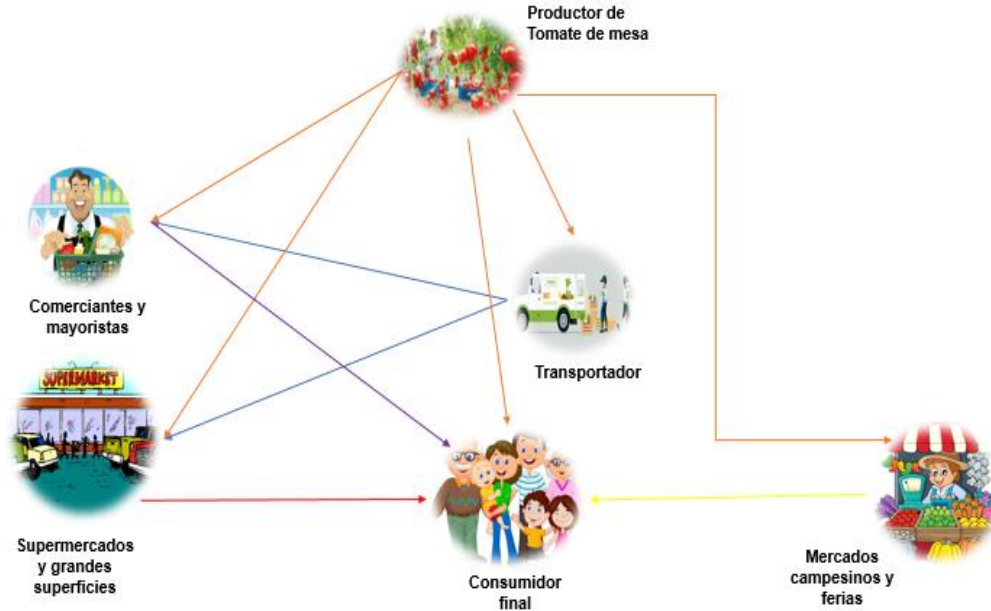 Productor de
Tomate de mesa
Comerciantes y
mayoristas
Transportador
SUPERMARKET
Supermercados
y grandes
superficies
Consumidor
final
Mercados
campesinos y
ferias